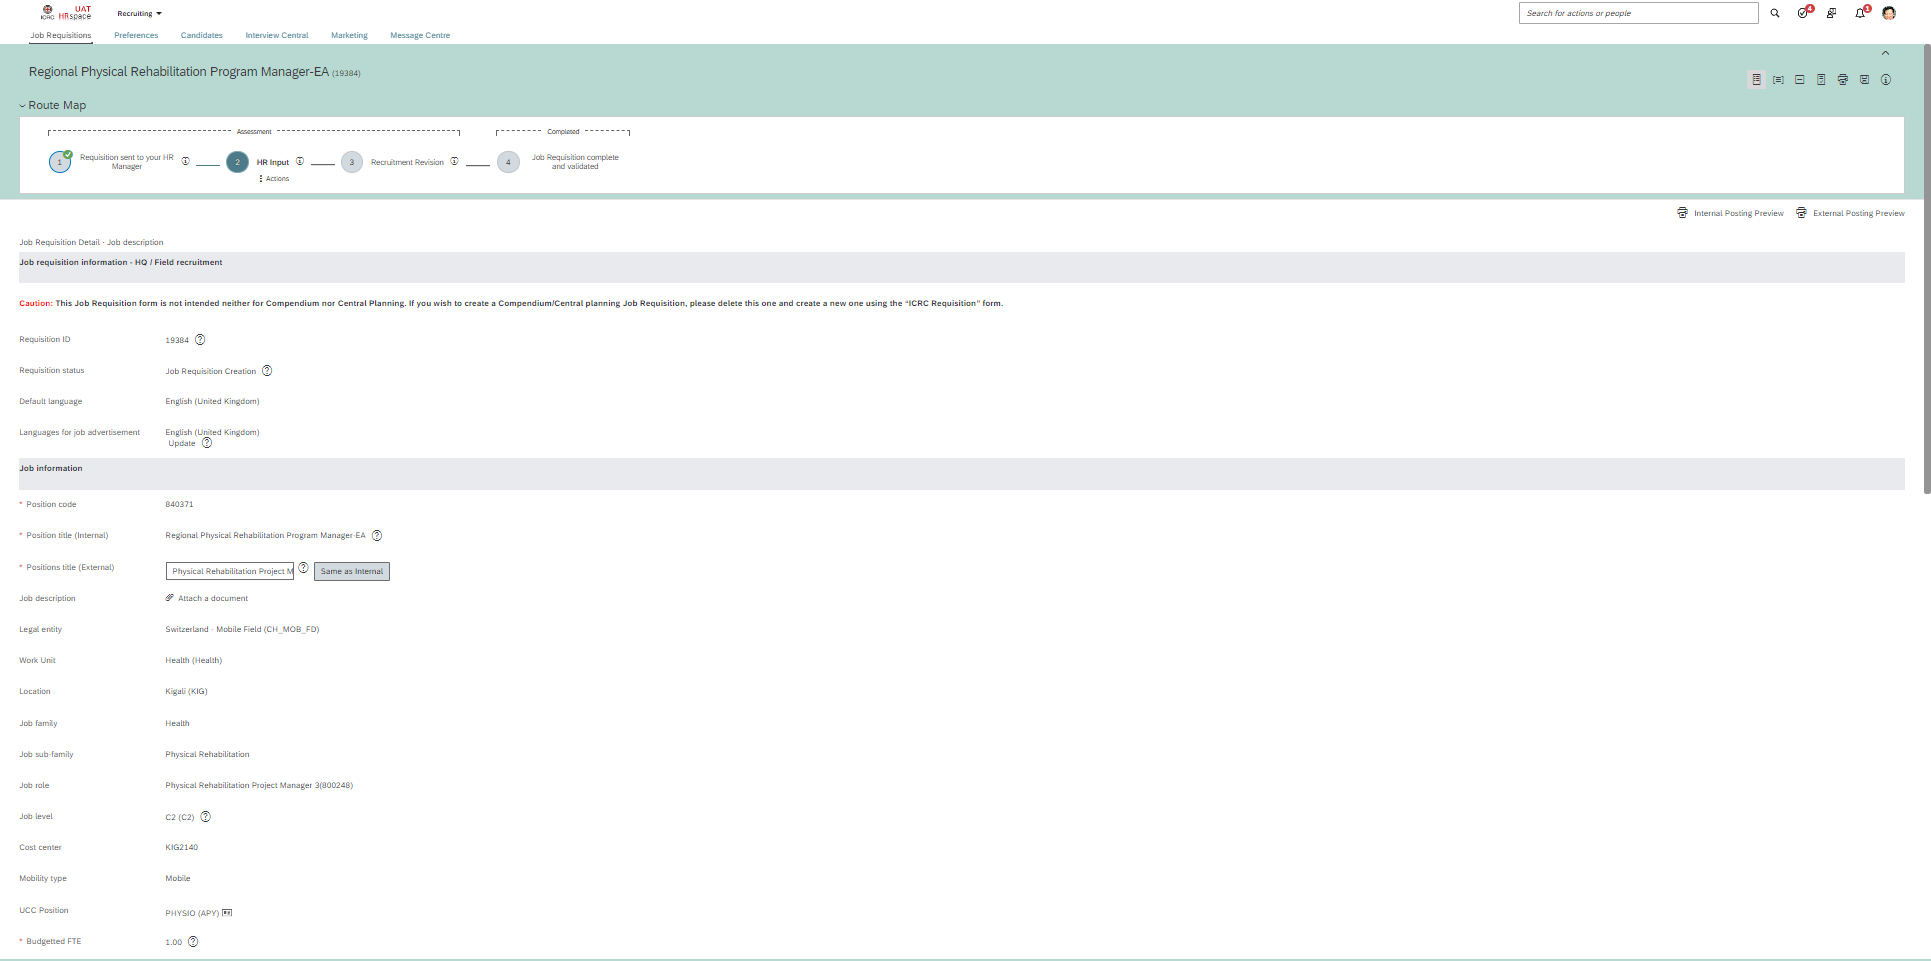 ICRC UAT HRspace
Recruiting
Search for actions or people
4
1
Job Requisitions Preferences Candidates Interview Central Marketing Message Centre
Regional Physical Rehabilitation Program Manager-EA (19384)
Route Map
Assessment Completed
1 Requisition sent to your HR Manager
2 HR Input
3 Recruitment Revision
4 Job Requisition complete and validated
Actions
Internal Posting Preview External Posting Preview
Job Requisition Detail - Job description
Job requisition information - HQ / Field recruitment
Caution: This Job Requisition form is not intended neither for Compendium nor Central Planning. If you wish to create a Compendium/Central planning Job Requisition, please delete this one and create a new one using the "ICRC Requisition" form.
Requisition ID 19384
Requisition status Job Requisition Creation
Default language English (United Kingdom)
Languages for job advertisement English (United Kingdom)
Update
Job information
* Position code 840371
* Position title (Internal) Regional Physical Rehabilitation Program Manager-EA
* Positions title (External) Physical Rehabilitation Project M Same as Internal
Job description Attach a document
Legal entity Switzerland - Mobile Field (CH_MOB_FD)
Work Unit Health (Health)
Location Kigali (KIG)
Job family Health
Job sub-family Physical Rehabilitation
Job role Physical Rehabilitation Project Manager 3(800248)
Job level C2 (C2)
Cost center KIG2140
Mobility type Mobile
UCC Position PHYSIO (APY)
* Budgetted FTE 1.00